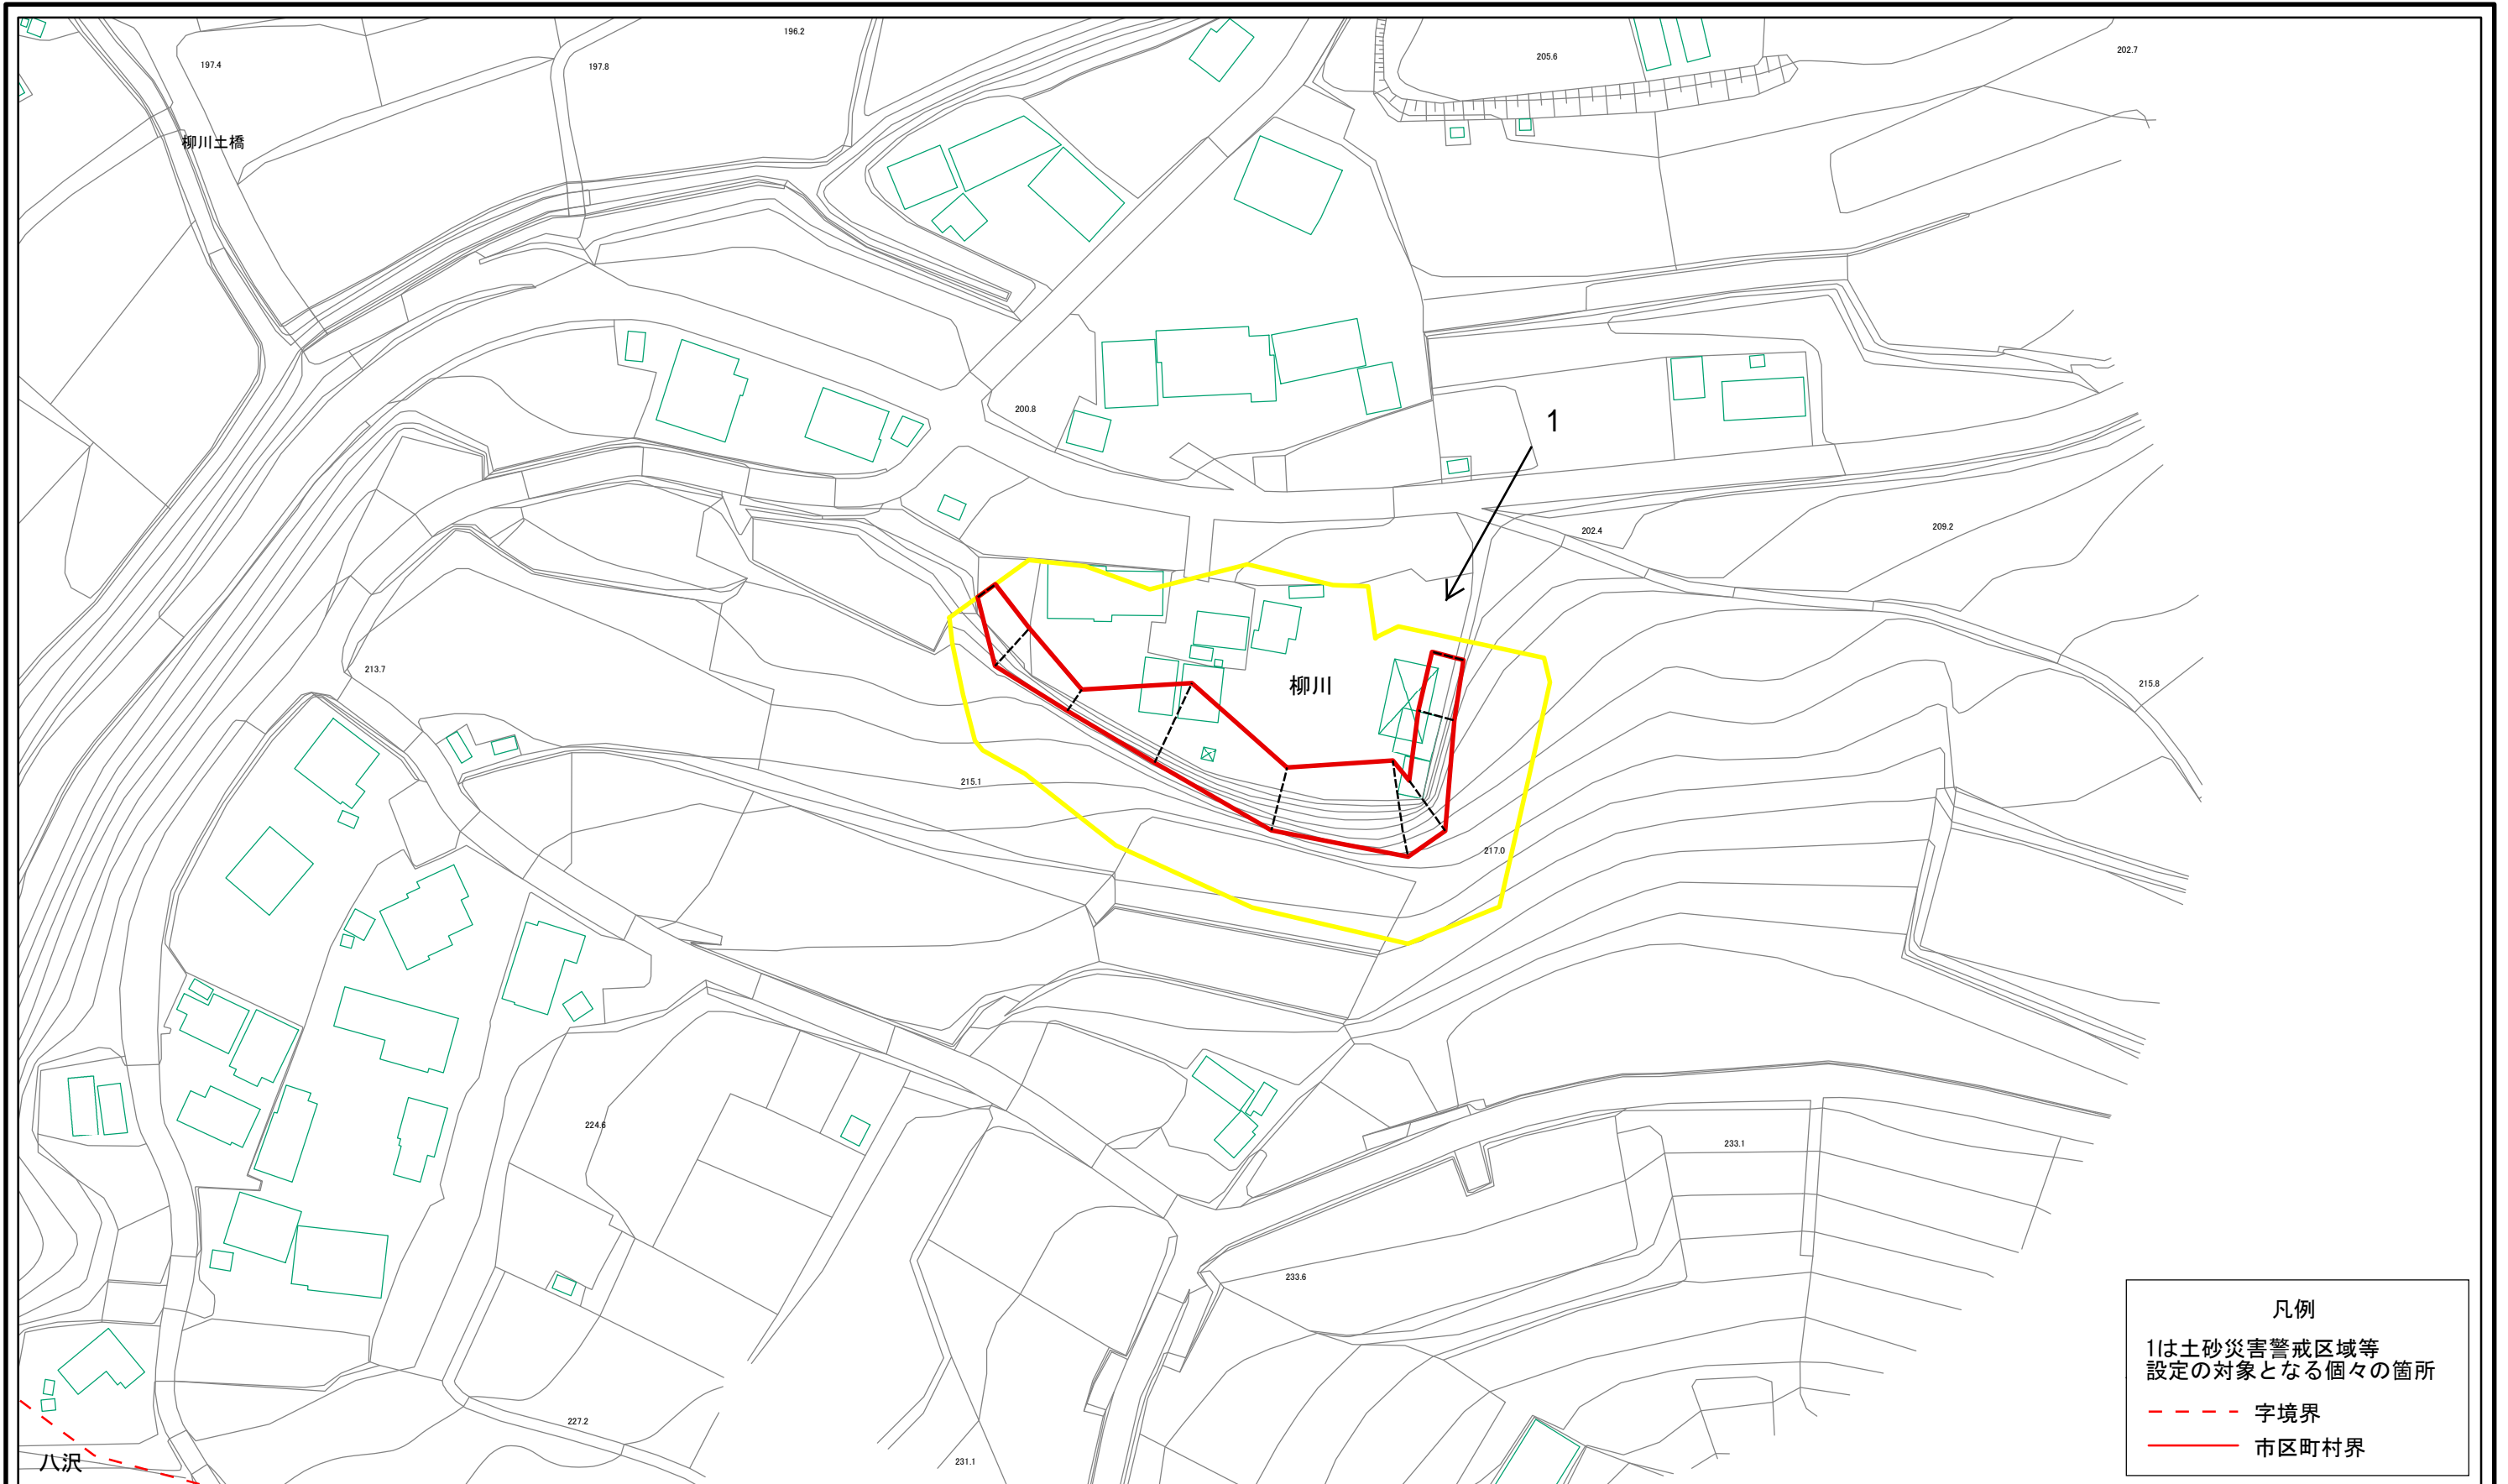 196.2
202.7
205.6
197.4
197.8
柳川土橋
200.8
1
209.2
202.4
213.7
柳川
215.8
215.1
217.0
224.6
233.1
233.6
凡例
1は土砂災害警戒区域等
設定の対象となる個々の箇所
字境界
市区町村界
227.2
231.1
八沢